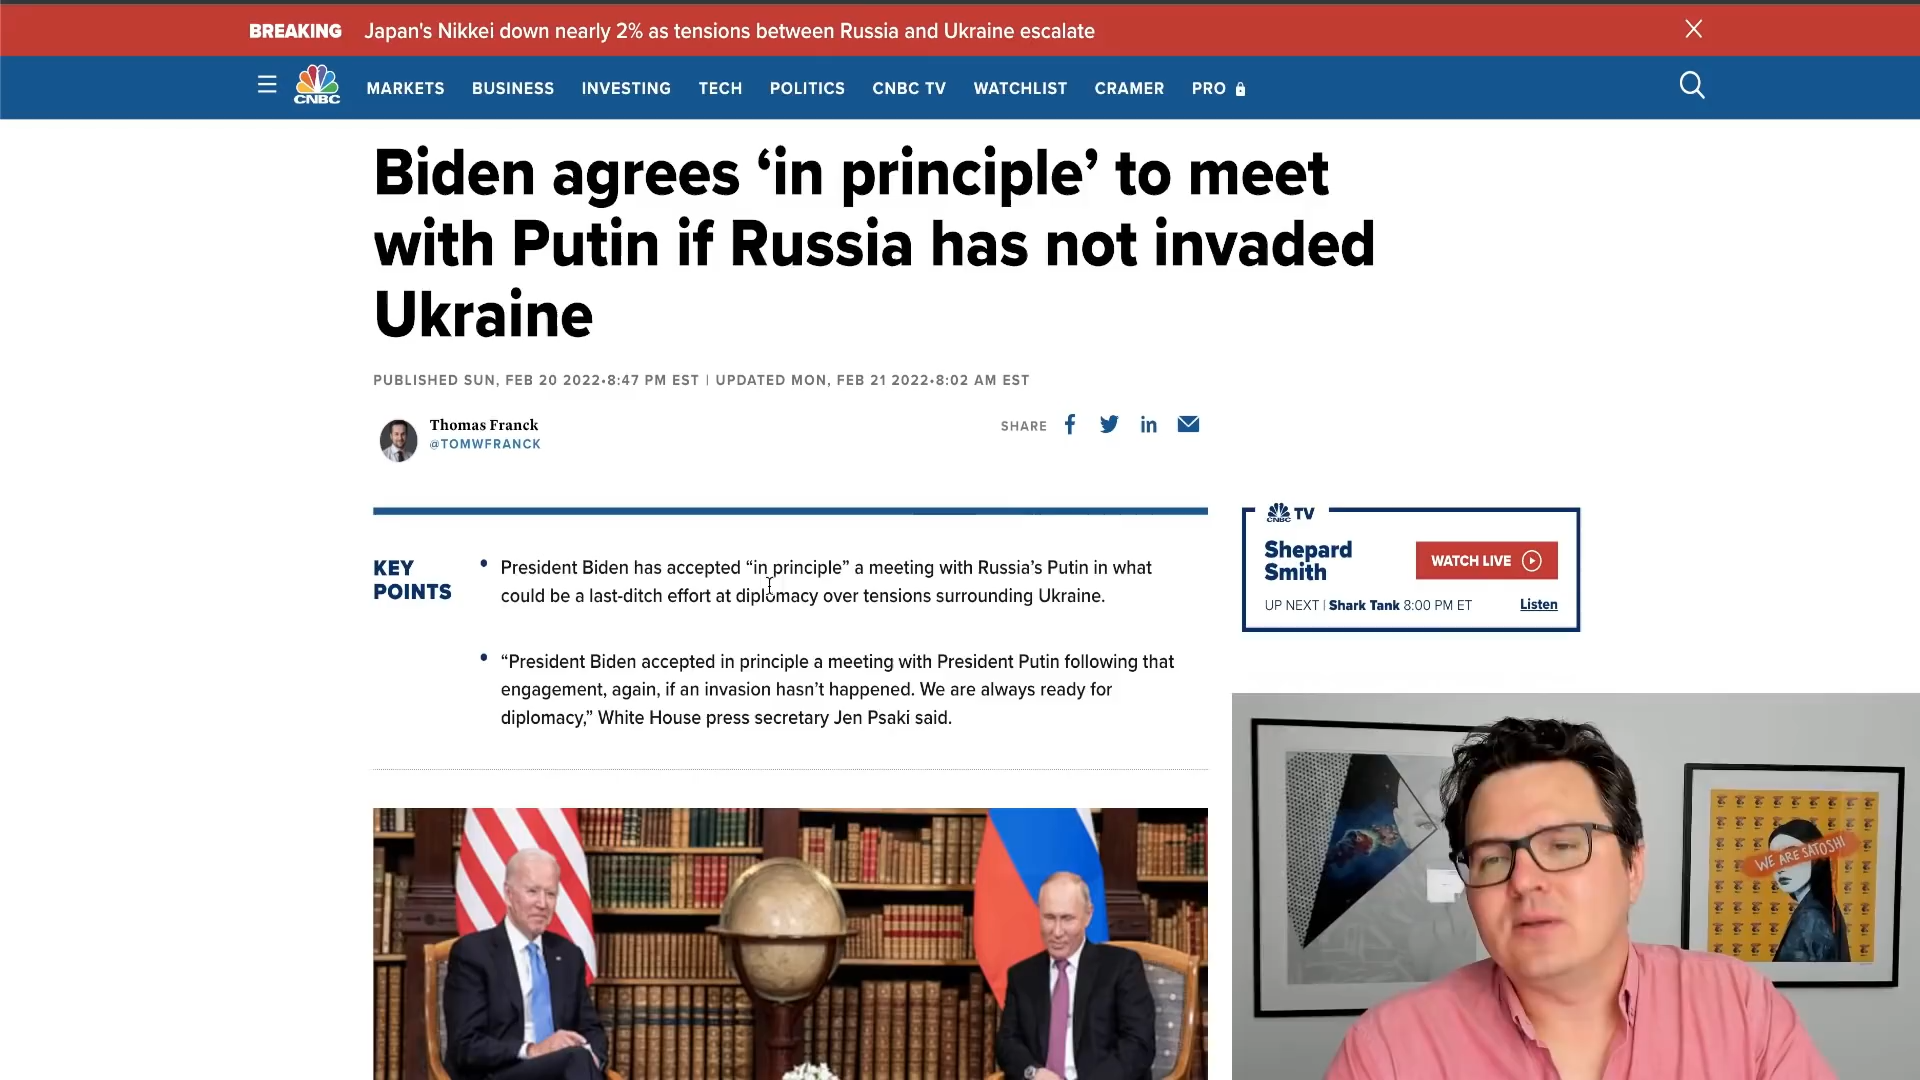 BREAKING Japan's Nikkei down nearly 2% as tensions between Russia and Ukraine escalate
CNBC MARKETS BUSINESS INVESTING TECH POLITICS CNBC TV WATCHLIST CRAMER PRO
Biden agrees ‘in principle’ to meet
with Putin if Russia has not invaded
Ukraine
PUBLISHED SUN, FEB 20 2022•8:47 PM EST | UPDATED MON, FEB 21 2022•8:02 AM EST
Thomas Franck
@TOMWFRANCK
SHARE
KEY
POINTS
President Biden has accepted “in principle” a meeting with Russia’s Putin in what
could be a last-ditch effort at diplomacy over tensions surrounding Ukraine.
“President Biden accepted in principle a meeting with President Putin following that
engagement, again, if an invasion hasn’t happened. We are always ready for
diplomacy,” White House press secretary Jen Psaki said.
CNBC TV
Shepard
Smith
WATCH LIVE
UP NEXT | Shark Tank 8:00 PM ET
Listen
WE ARE SATOSHI